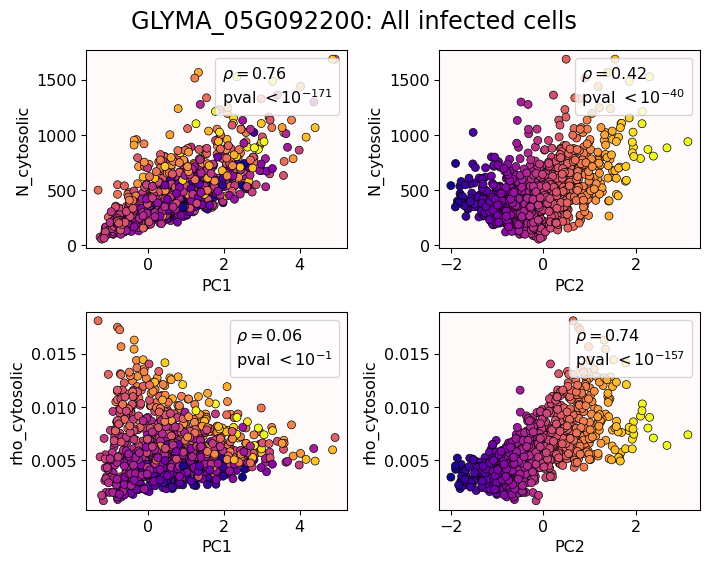 GLYMA_05G092200: All infected cells
N_cytosolic
1500
1000
500
0
ρ = 0.76
pval < 10^{-171}
0 2 4
PC1
N_cytosolic
1500
1000
500
0
ρ = 0.42
pval < 10^{-40}
−2 0 2
PC2
rho_cytosolic
0.015
0.010
0.005
ρ = 0.06
pval < 10^{-1}
0 2 4
PC1
rho_cytosolic
0.015
0.010
0.005
ρ = 0.74
pval < 10^{-157}
−2 0 2
PC2